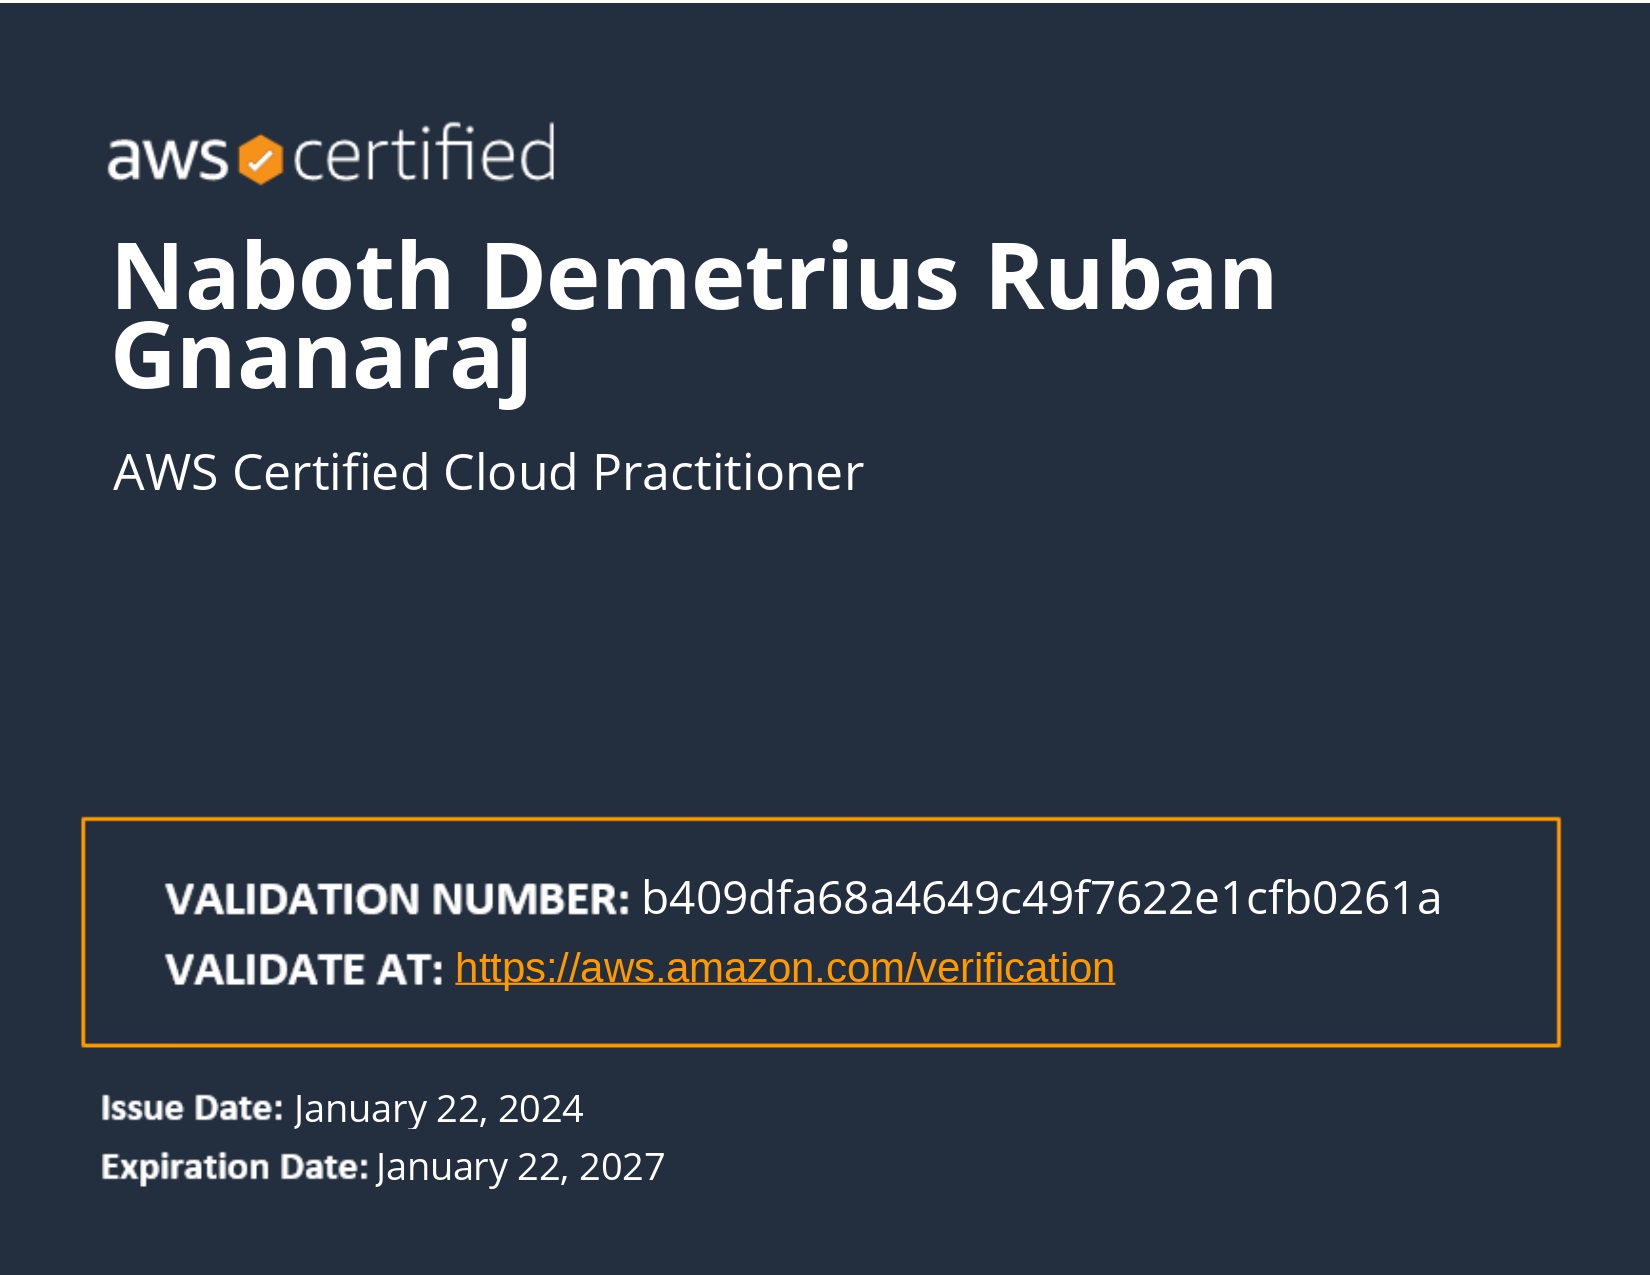 aws certified
Naboth Demetrius Ruban
Gnanaraj
AWS Certified Cloud Practitioner
VALIDATION NUMBER: b409dfa68a4649c49f7622e1cfb0261a
VALIDATE AT: https://aws.amazon.com/verification
Issue Date: January 22, 2024
Expiration Date: January 22, 2027